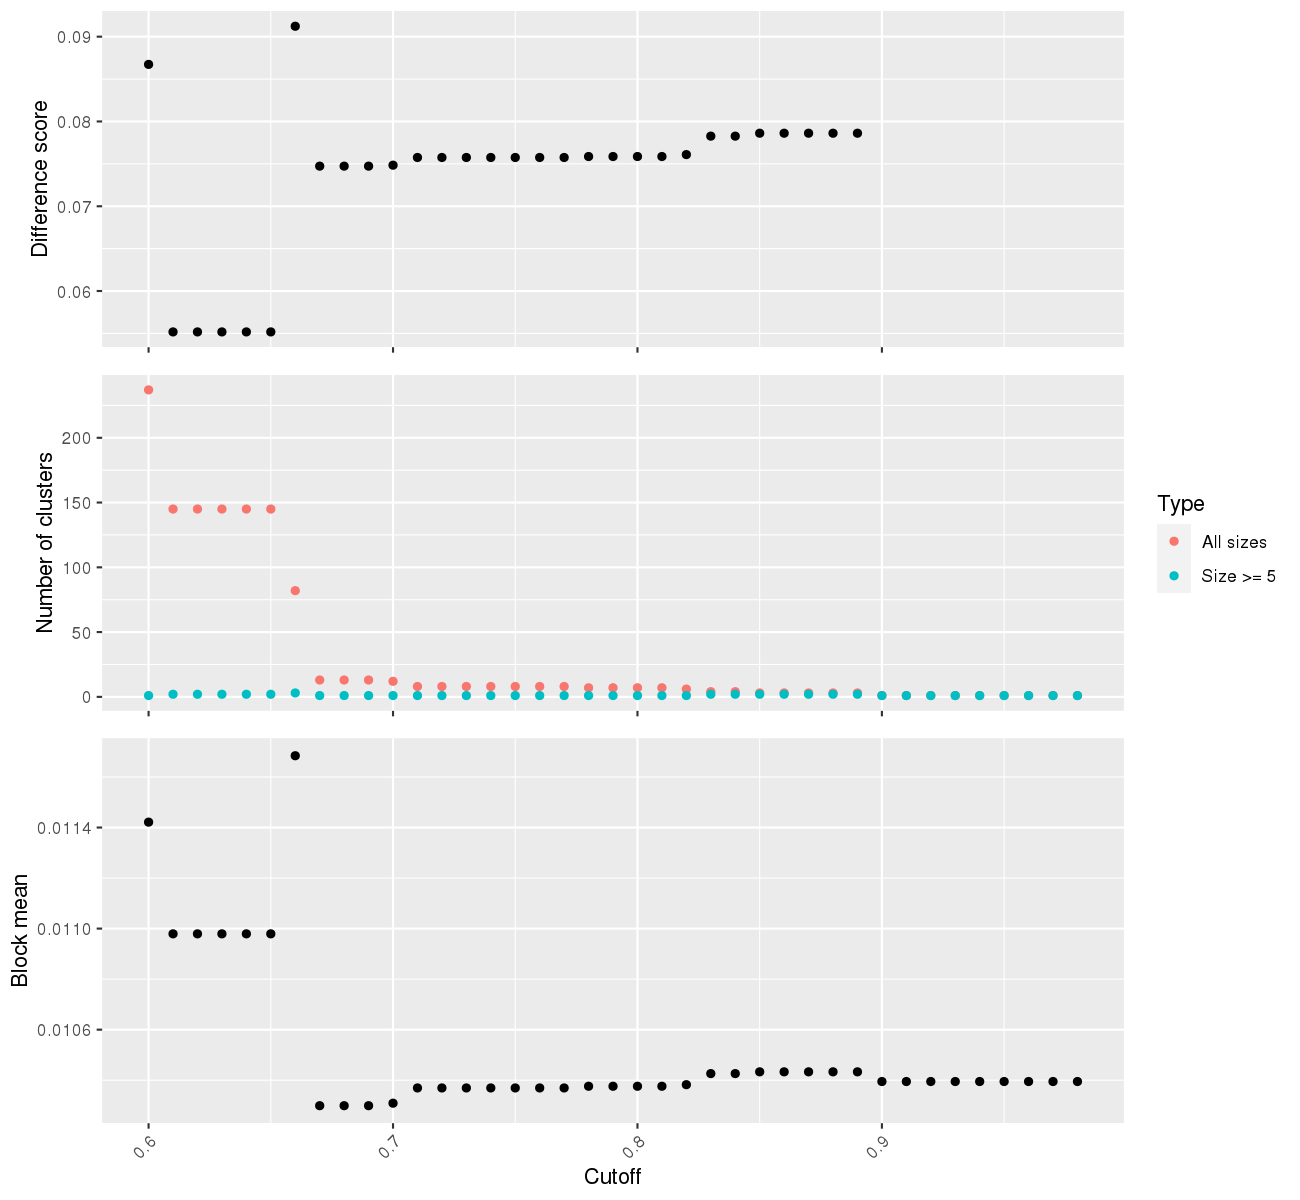 0.09
0.08
0.07
0.06
Difference score
200
150
100
50
0
Number of clusters
Type
All sizes
Size >= 5
0.0114
0.0110
0.0106
Block mean
0.6
0.7
0.8
0.9
Cutoff